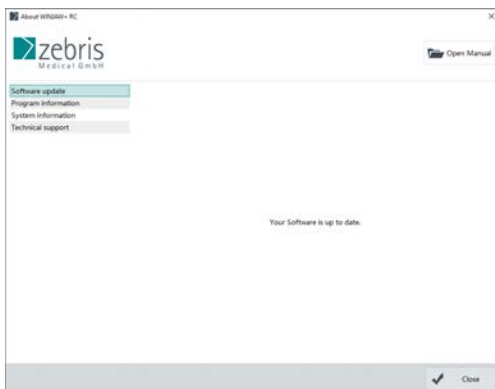 About WINJAW+ RC
zebris
Medical GmbH
Open Manual
Software update
Program information
System information
Technical support
Your Software is up to date.
Close